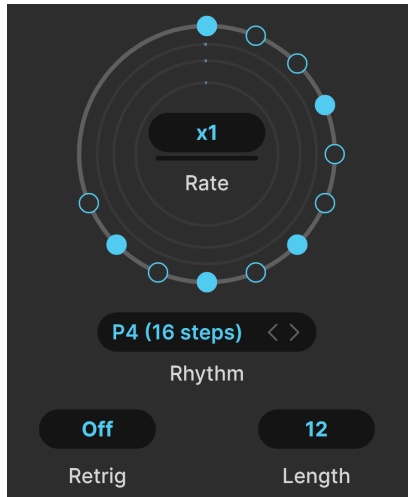 x1
Rate
P4 (16 steps)
Rhythm
Off
12
Retrig
Length